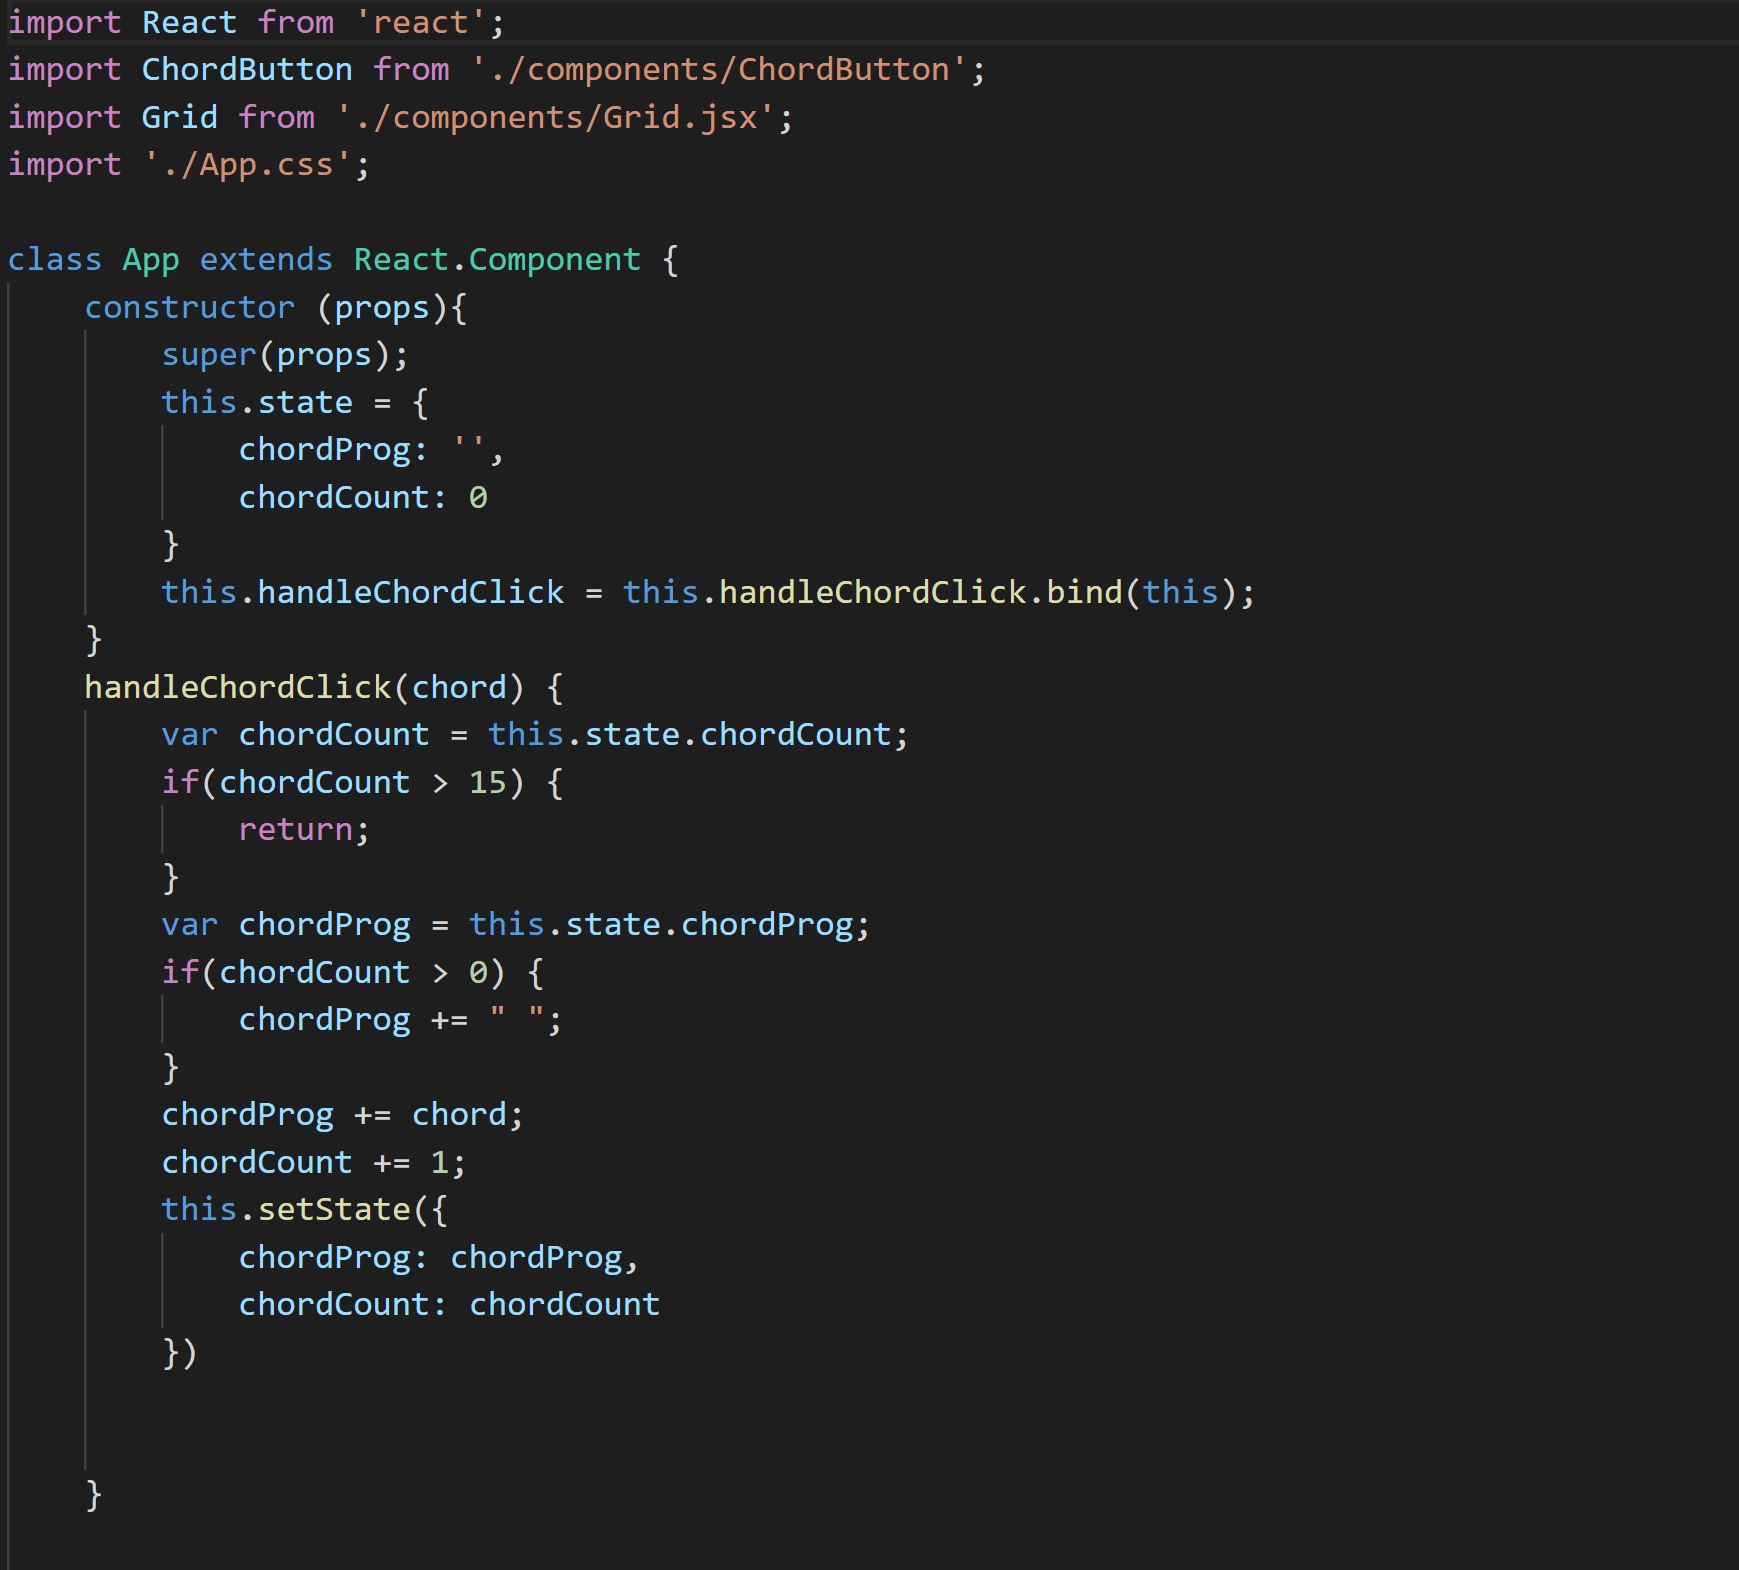 import React from 'react';
import ChordButton from './components/ChordButton';
import Grid from './components/Grid.jsx';
import './App.css';

class App extends React.Component {
    constructor (props){
        super(props);
        this.state = {
            chordProg: '',
            chordCount: 0
        }
        this.handleChordClick = this.handleChordClick.bind(this);
    }
    handleChordClick(chord) {
        var chordCount = this.state.chordCount;
        if(chordCount > 15) {
            return;
        }
        var chordProg = this.state.chordProg;
        if(chordCount > 0) {
            chordProg += " ";
        }
        chordProg += chord;
        chordCount += 1;
        this.setState({
            chordProg: chordProg,
            chordCount: chordCount
        })


    }